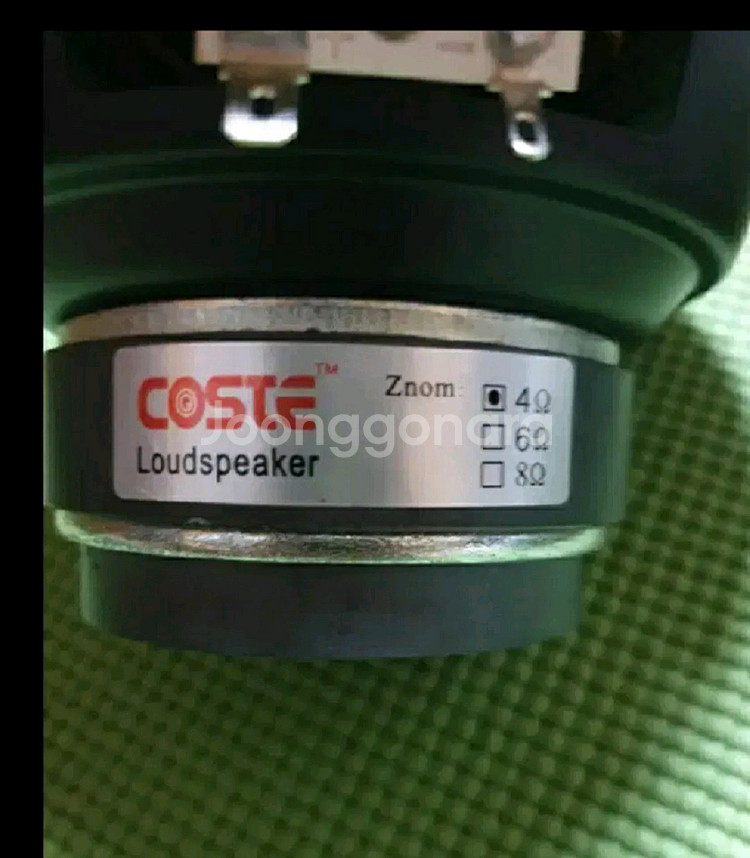 COSTE™
Loudspeaker
Znom: 4Ω
6Ω
8Ω
Joonggonara